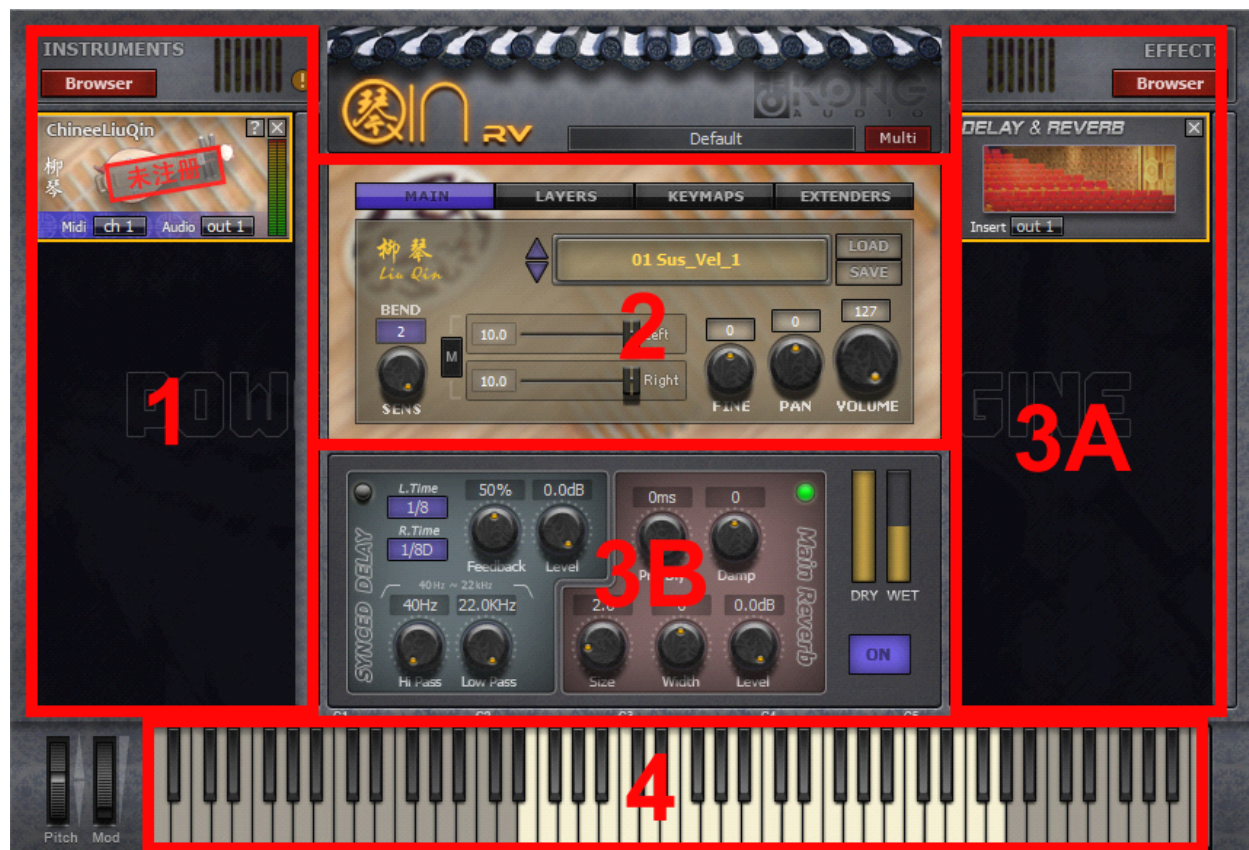 INSTRUMENTS
Browser
!
琴IN RV
KONG
AUDIO
Default
Multi
EFFECT
Browser
ChineeLiuQin
?
柳琴
未注册
Midi ch 1 Audio out 1
DELAY & REVERB
Insert out 1
MAIN LAYERS KEYMAPS EXTENDERS
柳琴
Liu Qin
01 Sus_Vel_1
LOAD
SAVE
BEND
2
SENS
M
10.0 Left
10.0 Right
0
FINE
0
PAN
127
VOLUME
1
2
3A
3B
4
SYNCED DELAY
L.Time
1/8
R.Time
1/8D
50%
Feedback
0.0dB
Level
40Hz ~ 22kHz
40Hz
Hi Pass
22.0KHz
Low Pass
0ms
0
Damp
Size
Width
0.0dB
Level
Main Reverb
DRY WET
ON
C1 C2 C3 C4 C5
Pitch Mod